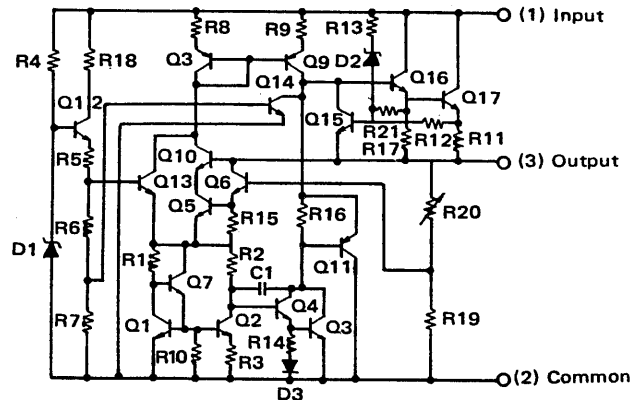 R8
R9
R13
(1) Input
R4
R18
Q3
Q9
D2
Q14
Q16
Q17
Q12
Q15
R21
R12
R11
R17
R5
Q10
Q13
Q6
(3) Output
R6
Q5
R15
R16
R20
D1
R1
R2
Q7
C1
Q11
R7
Q1
Q2
Q4
Q3
R19
R10
R3
R14
D3
(2) Common